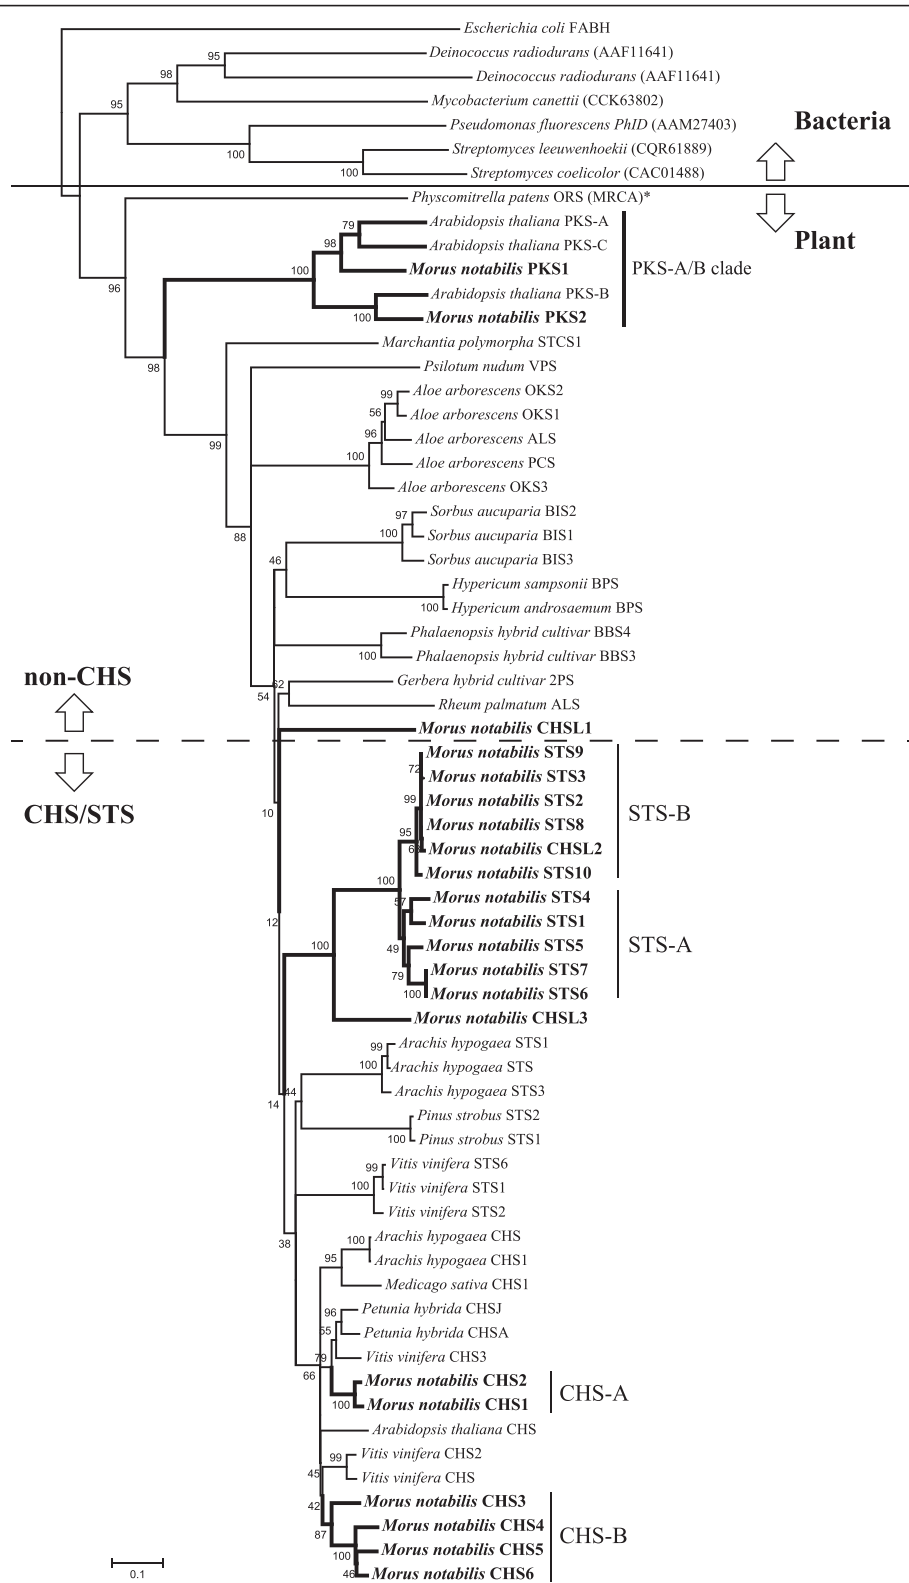 Escherichia coli FABH
95
Deinococcus radiodurans (AAF11641)
98
Deinococcus radiodurans (AAF11641)
95
Mycobacterium canettii (CCK63802)
Pseudomonas fluorescens PhID (AAM27403)
Bacteria
100
Streptomyces leeuwenhoekii (CQR61889)
100
Streptomyces coelicolor (CAC01488)
Physcomitrella patens ORS (MRCA)*
79
Arabidopsis thaliana PKS-A
Plant
98
Arabidopsis thaliana PKS-C
100
Morus notabilis PKS1
PKS-A/B clade
96
Arabidopsis thaliana PKS-B
100
Morus notabilis PKS2
Marchantia polymorpha STCS1
98
Psilotum nudum VPS
99
Aloe arborescens OKS2
56
Aloe arborescens OKS1
96
Aloe arborescens ALS
99
100
Aloe arborescens PCS
Aloe arborescens OKS3
97
Sorbus aucuparia BIS2
100
Sorbus aucuparia BIS1
88
46
Sorbus aucuparia BIS3
Hypericum sampsonii BPS
100
Hypericum androsaemum BPS
Phalaenopsis hybrid cultivar BBS4
100
Phalaenopsis hybrid cultivar BBS3
non-CHS
62
Gerbera hybrid cultivar 2PS
54
Rheum palmatum ALS
Morus notabilis CHSL1
Morus notabilis STS9
72
Morus notabilis STS3
99
Morus notabilis STS2
CHS/STS
10
STS-B
95
Morus notabilis STS8
Morus notabilis CHSL2
Morus notabilis STS10
100
57
Morus notabilis STS4
12
Morus notabilis STS1
100
49
Morus notabilis STS5
STS-A
79
Morus notabilis STS7
100
Morus notabilis STS6
Morus notabilis CHSL3
99
Arachis hypogaea STS1
100
Arachis hypogaea STS
44
Arachis hypogaea STS3
14
Pinus strobus STS2
100
Pinus strobus STS1
99
Vitis vinifera STS6
100
Vitis vinifera STS1
Vitis vinifera STS2
38
100
Arachis hypogaea CHS
95
Arachis hypogaea CHS1
Medicago sativa CHS1
96
Petunia hybrida CHSJ
55
Petunia hybrida CHSA
79
Vitis vinifera CHS3
66
Morus notabilis CHS2
CHS-A
100
Morus notabilis CHS1
Arabidopsis thaliana CHS
99
Vitis vinifera CHS2
45
Vitis vinifera CHS
42
Morus notabilis CHS3
87
Morus notabilis CHS4
CHS-B
100
Morus notabilis CHS5
46
Morus notabilis CHS6
0.1